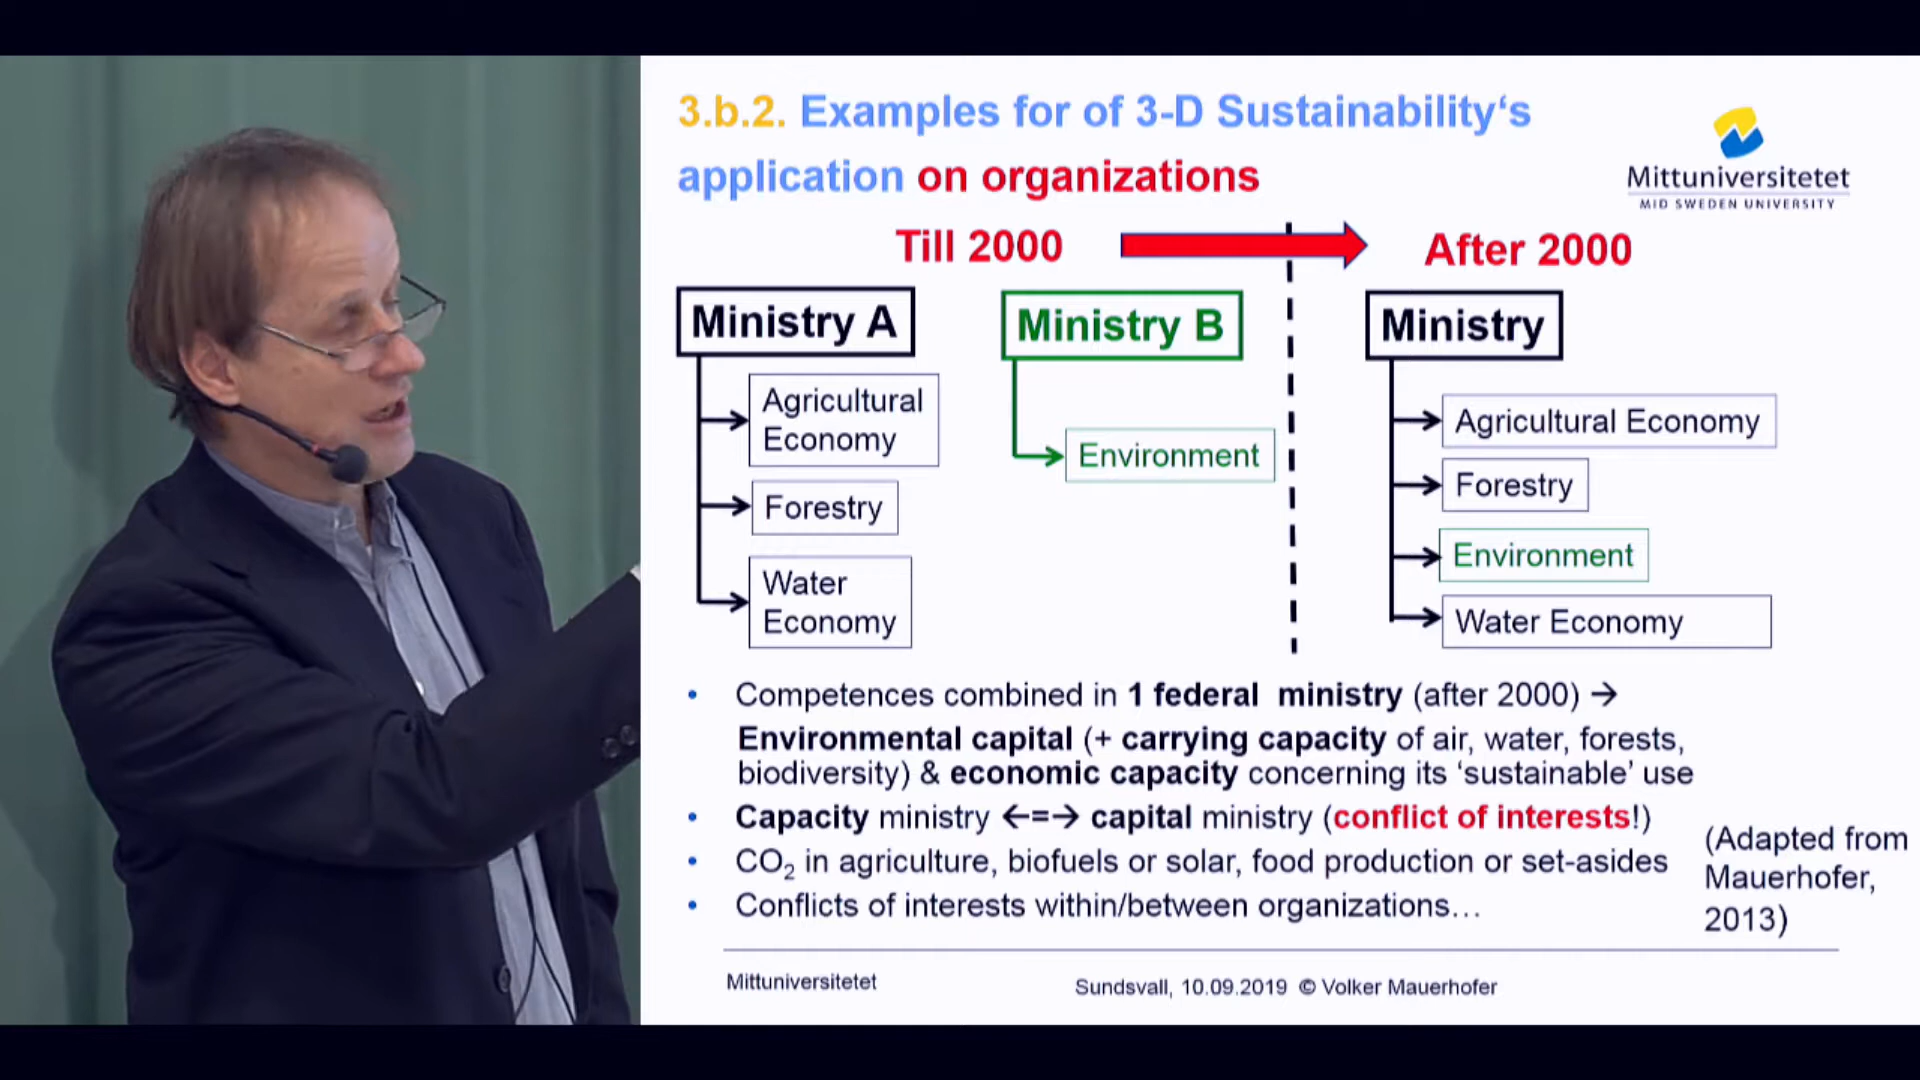 3.b.2. Examples for of 3-D Sustainability‘s
application on organizations
Mittuniversitetet
MID SWEDEN UNIVERSITY
Till 2000
After 2000
Ministry A
Agricultural
Economy
Forestry
Water
Economy
Ministry B
Environment
Ministry
Agricultural Economy
Forestry
Environment
Water Economy
• Competences combined in 1 federal ministry (after 2000) →
Environmental capital (+ carrying capacity of air, water, forests,
biodiversity) & economic capacity concerning its ‘sustainable’ use
• Capacity ministry ←=→ capital ministry (conflict of interests!)
• CO₂ in agriculture, biofuels or solar, food production or set-asides
• Conflicts of interests within/between organizations…
(Adapted from
Mauerhofer,
2013)
Mittuniversitetet
Sundsvall, 10.09.2019 © Volker Mauerhofer